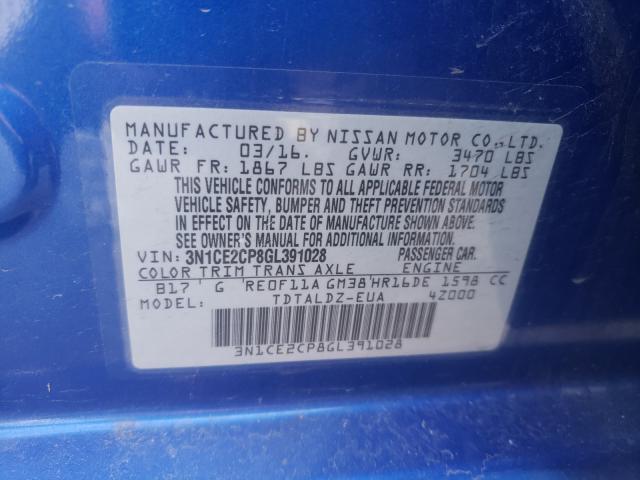 MANUFACTURED BY NISSAN MOTOR CO., LTD.
DATE: 03/16. GVWR: 3470 LBS
GAWR FR: 1867 LBS GAWR RR: 1704 LBS
THIS VEHICLE CONFORMS TO ALL APPLICABLE FEDERAL MOTOR
VEHICLE SAFETY, BUMPER AND THEFT PREVENTION STANDARDS
IN EFFECT ON THE DATE OF MANUFACTURE SHOWN ABOVE.
SEE OWNER'S MANUAL FOR ADDITIONAL INFORMATION.
VIN: 3N1CE2CP8GL391028 PASSENGER CAR.
COLOR TRIM TRANS AXLE ENGINE
B17 G RE0F11A GM38 HR16DE 1598 CC
MODEL: TDTALDZ-EUA 4Z000
3N1CE2CP8GL391028